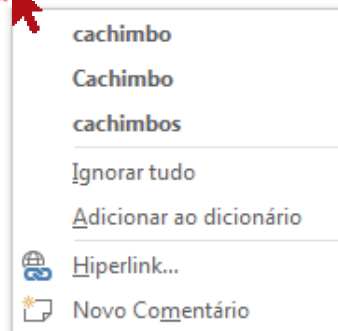 cachimbo
Cachimbo
cachimbos
Ignorar tudo
Adicionar ao dicionário
Hiperlink...
Novo Comentário